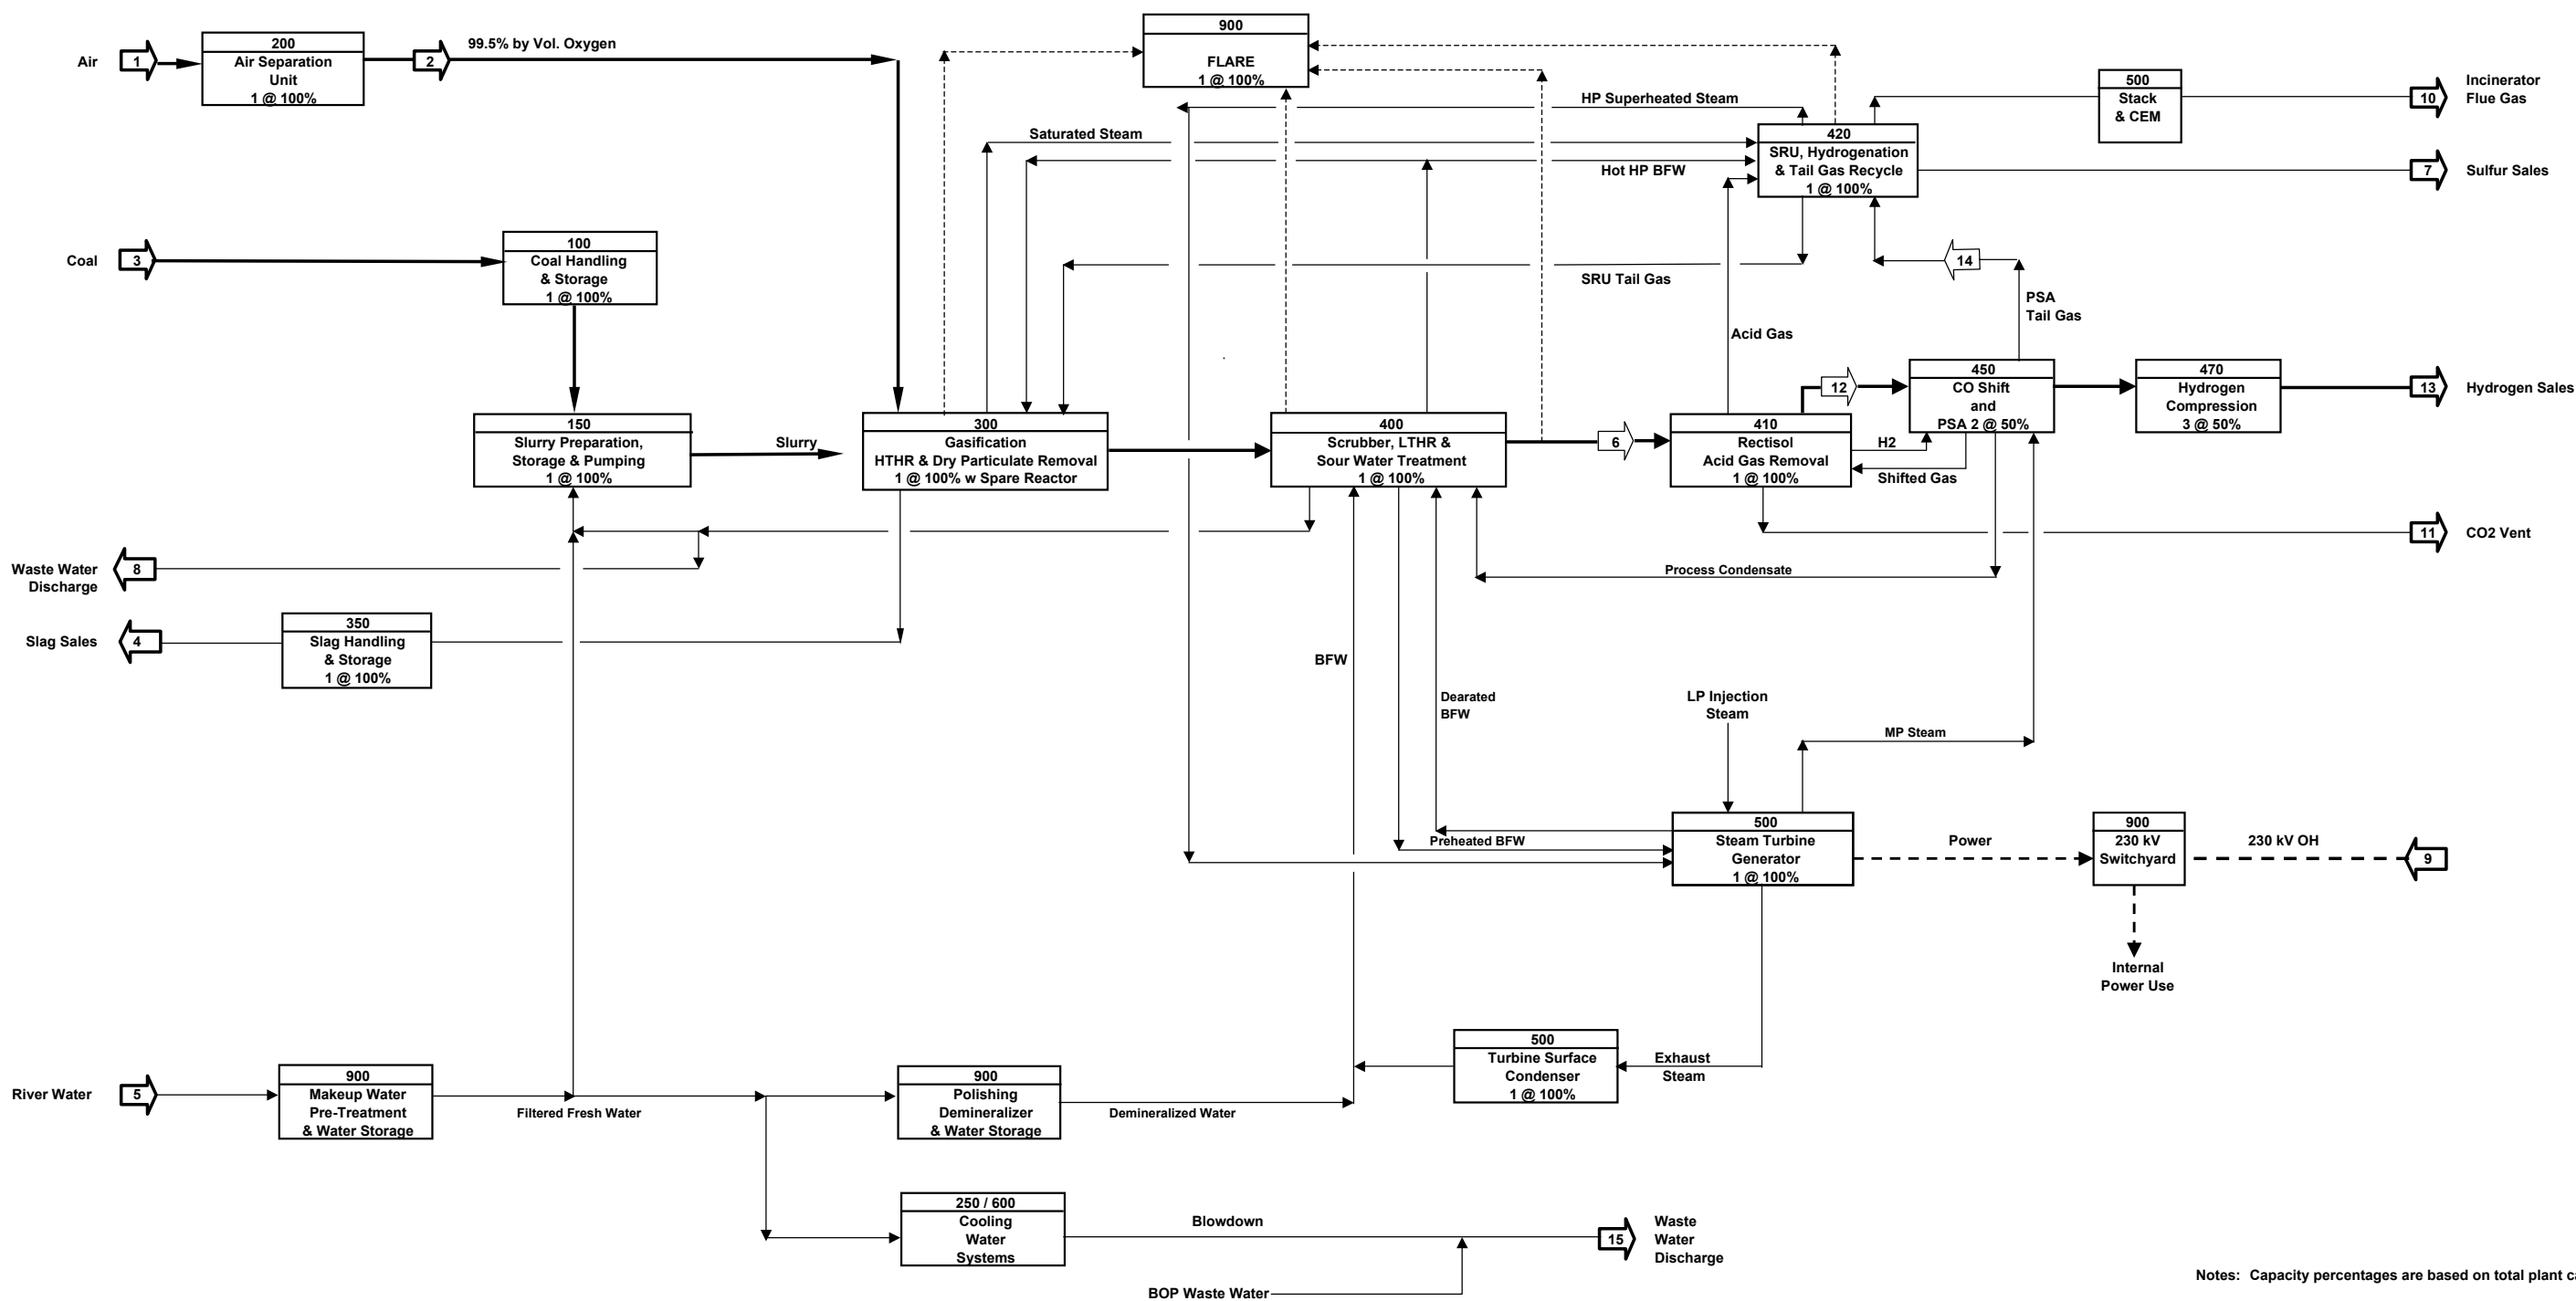 Air
1
200
Air Separation
Unit
1 @ 100%
2
99.5% by Vol. Oxygen
900
FLARE
1 @ 100%
HP Superheated Steam
Saturated Steam
Hot HP BFW
SRU Tail Gas
420
SRU, Hydrogenation
& Tail Gas Recycle
1 @ 100%
500
Stack
& CEM
10
Incinerator
Flue Gas
7
Sulfur Sales
Coal
3
100
Coal Handling
& Storage
1 @ 100%
14
PSA
Tail Gas
Acid Gas
150
Slurry Preparation,
Storage & Pumping
1 @ 100%
Slurry
300
Gasification
HTHR & Dry Particulate Removal
1 @ 100% w Spare Reactor
400
Scrubber, LTHR &
Sour Water Treatment
1 @ 100%
6
410
Rectisol
Acid Gas Removal
1 @ 100%
12
H2
Shifted Gas
450
CO Shift
and
PSA 2 @ 50%
470
Hydrogen
Compression
3 @ 50%
13
Hydrogen Sales
11
CO2 Vent
Waste Water
Discharge
8
Process Condensate
Slag Sales
4
350
Slag Handling
& Storage
1 @ 100%
BFW
Dearated
BFW
LP Injection
Steam
MP Steam
Preheated BFW
500
Steam Turbine
Generator
1 @ 100%
Power
900
230 kV
Switchyard
230 kV OH
9
Internal
Power Use
500
Turbine Surface
Condenser
1 @ 100%
Exhaust
Steam
River Water
5
900
Makeup Water
Pre-Treatment
& Water Storage
Filtered Fresh Water
900
Polishing
Demineralizer
& Water Storage
Demineralized Water
250 / 600
Cooling
Water
Systems
Blowdown
15
Waste
Water
Discharge
BOP Waste Water
Notes: Capacity percentages are based on total plant